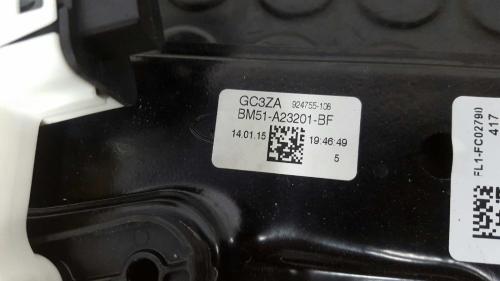 GC3ZA 924755-106
BM51-A23201-BF
14.01.15 19:46:49
5
FL1-FC02790
417